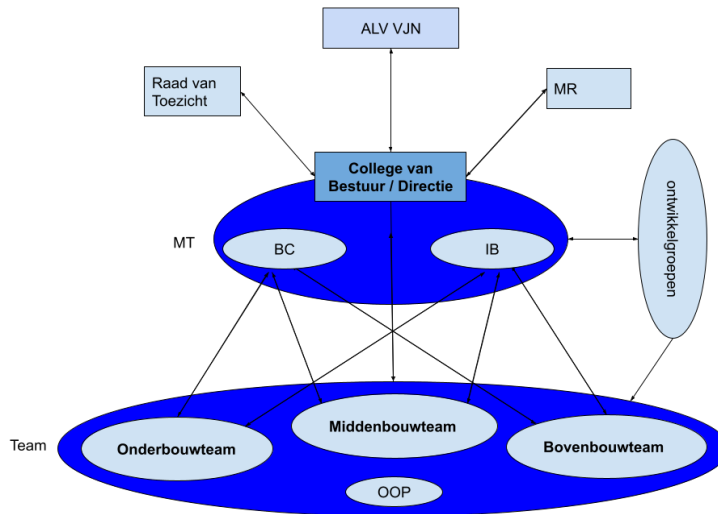 ALV VJN
Raad van
Toezicht
MR
College van
Bestuur / Directie
ontwikkelgroepen
MT
BC
IB
Middenbouwteam
Onderbouwteam
Bovenbouwteam
Team
OOP